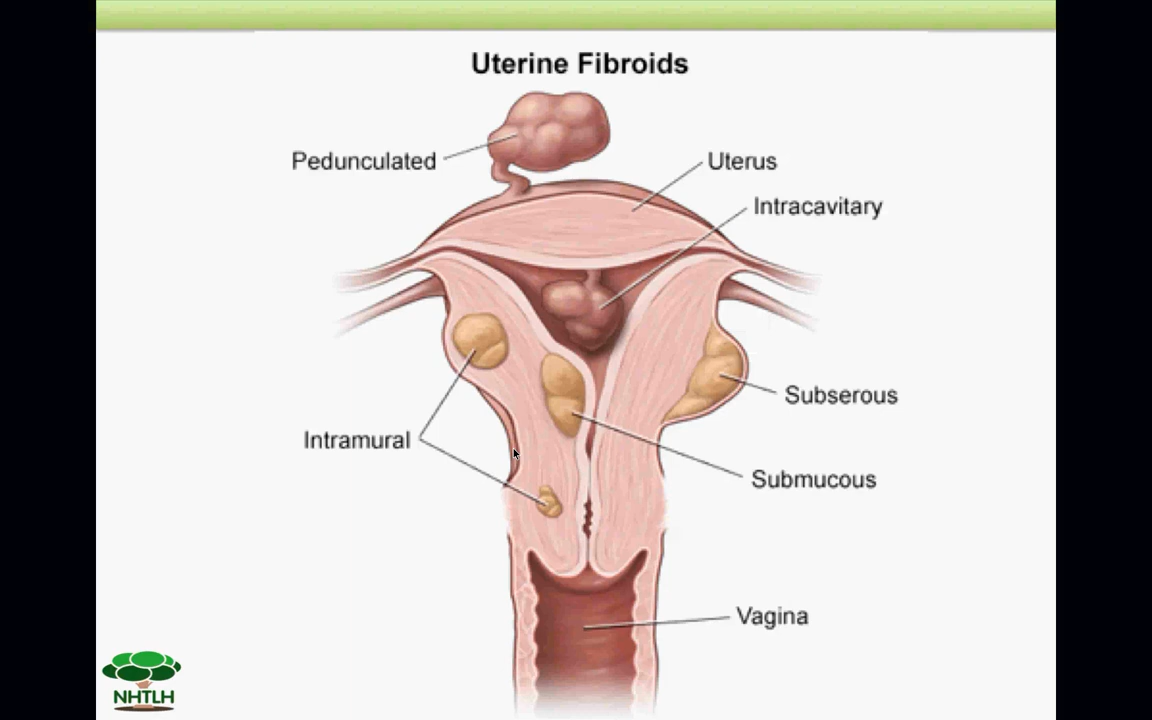 Uterine Fibroids
Pedunculated
Uterus
Intracavitary
Subserous
Intramural
Submucous
Vagina
NHTLH